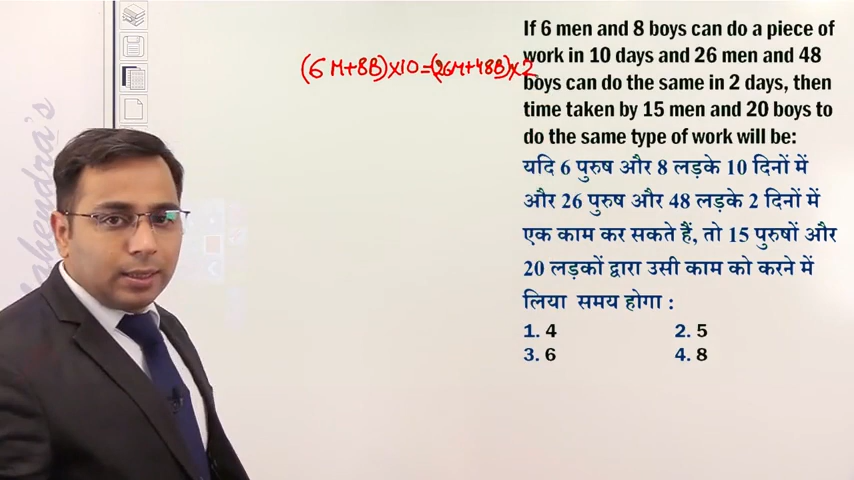 If 6 men and 8 boys can do a piece of
work in 10 days and 26 men and 48
boys can do the same in 2 days, then
time taken by 15 men and 20 boys to
do the same type of work will be:
(6M+8B)×10=(26M+48B)×2
यदि 6 पुरुष और 8 लड़के 10 दिनों में
और 26 पुरुष और 48 लड़के 2 दिनों में
एक काम कर सकते हैं, तो 15 पुरुषों और
20 लड़कों द्वारा उसी काम को करने में
लिया समय होगा :
1. 4 2. 5
3. 6 4. 8